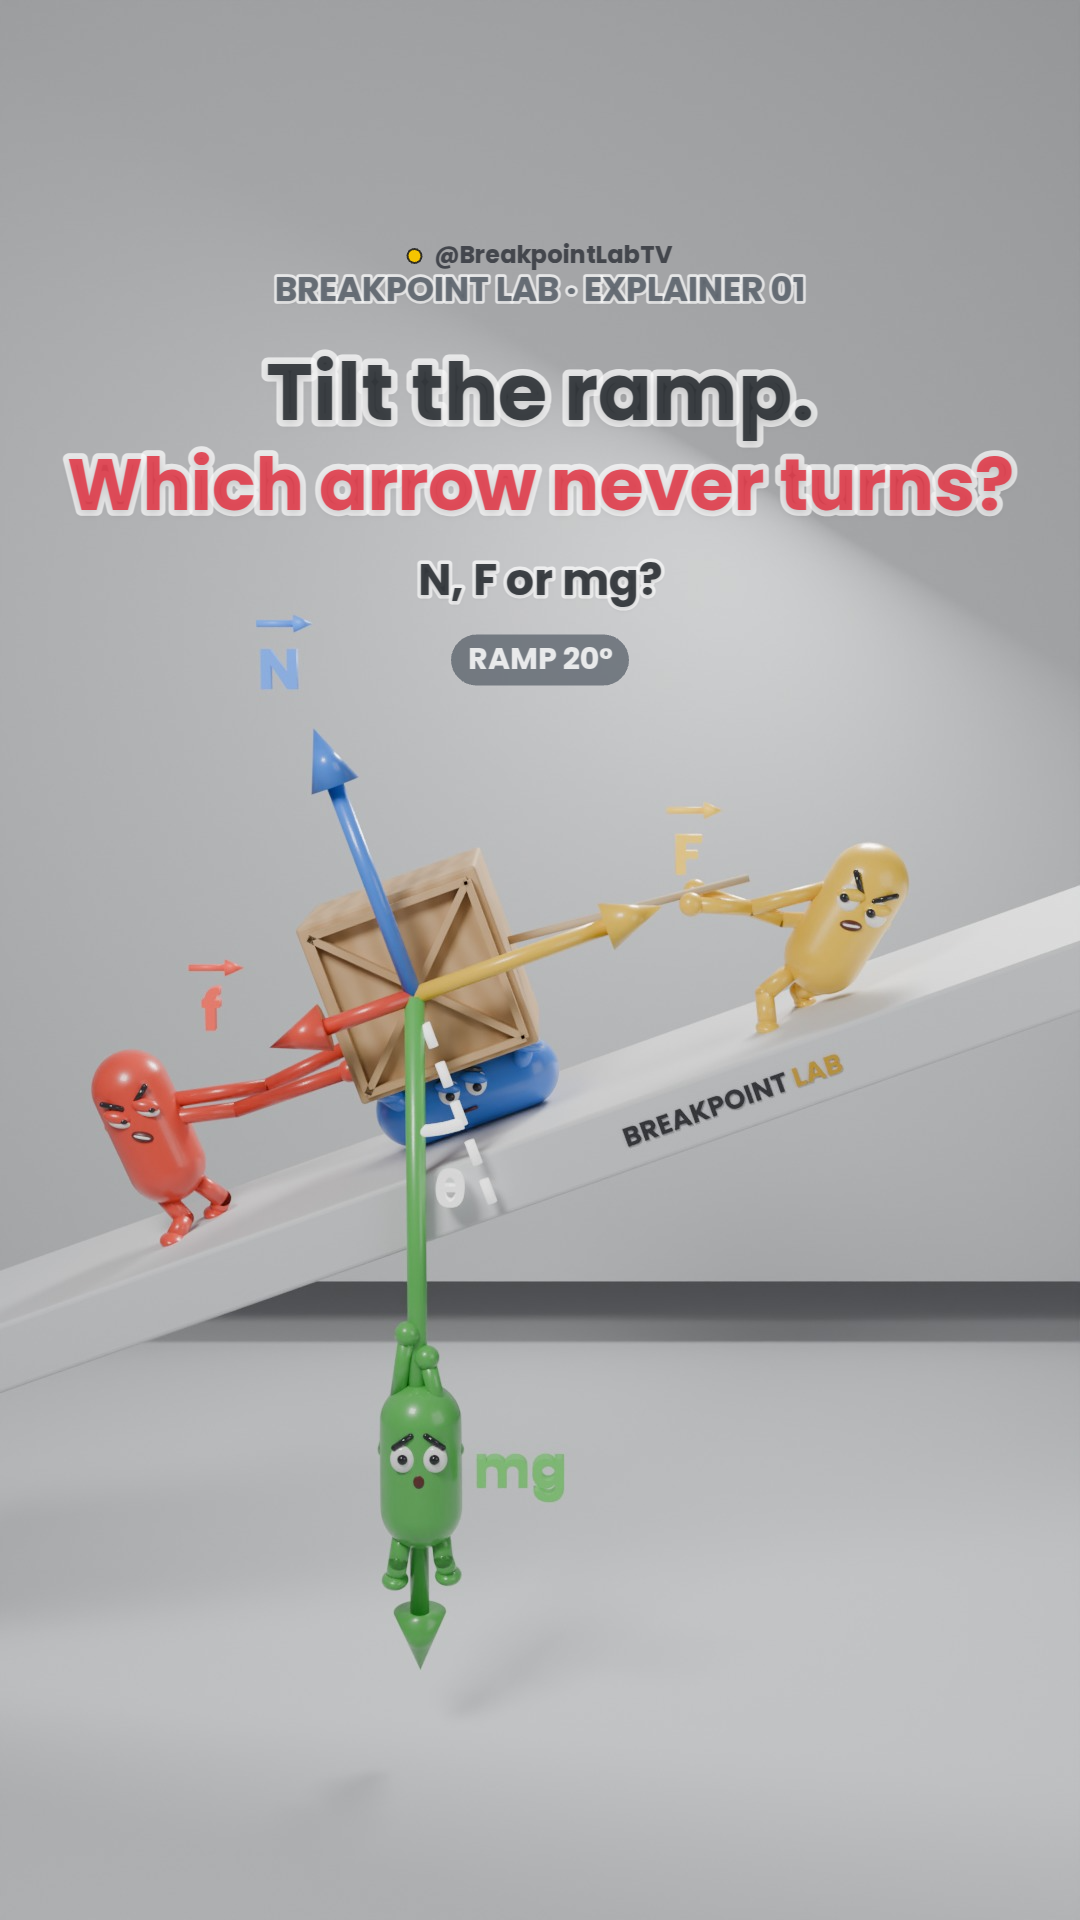 @BreakpointLabTV
BREAKPOINT LAB · EXPLAINER 01
Tilt the ramp.
Which arrow never turns?
N, F or mg?
RAMP 20°
N
F
f
BREAKPOINT LAB
θ
mg